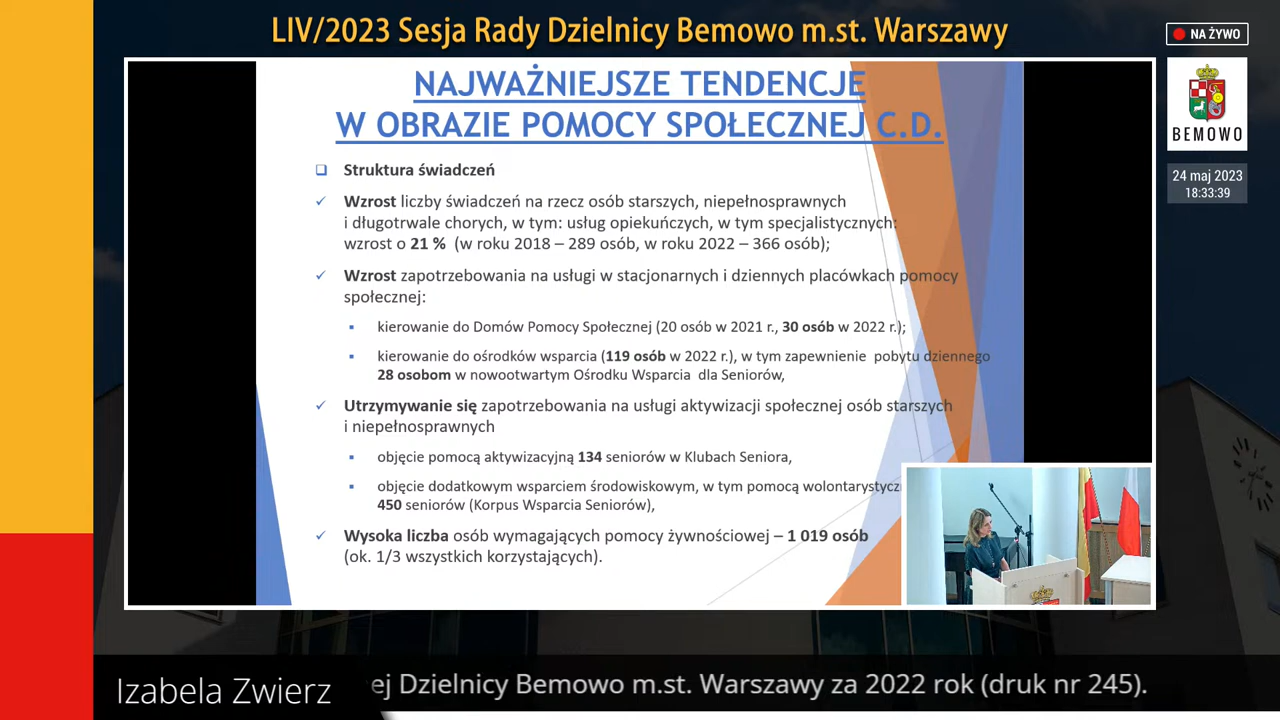 LIV/2023 Sesja Rady Dzielnicy Bemowo m.st. Warszawy
NA ŻYWO
BEMOWO
24 maj 2023
18:33:39
NAJWAŻNIEJSZE TENDENCJE
W OBRAZIE POMOCY SPOŁECZNEJ C.D.
Struktura świadczeń
Wzrost liczby świadczeń na rzecz osób starszych, niepełnosprawnych
i długotrwale chorych, w tym: usług opiekuńczych, w tym specjalistycznych:
wzrost o 21 % (w roku 2018 – 289 osób, w roku 2022 – 366 osób);
Wzrost zapotrzebowania na usługi w stacjonarnych i dziennych placówkach pomocy
społecznej:
kierowanie do Domów Pomocy Społecznej (20 osób w 2021 r., 30 osób w 2022 r.);
kierowanie do ośrodków wsparcia (119 osób w 2022 r.), w tym zapewnienie pobytu dziennego
28 osobom w nowootwartym Ośrodku Wsparcia dla Seniorów,
Utrzymywanie się zapotrzebowania na usługi aktywizacji społecznej osób starszych
i niepełnosprawnych
objęcie pomocą aktywizacyjną 134 seniorów w Klubach Seniora,
objęcie dodatkowym wsparciem środowiskowym, w tym pomocą wolontarystycz
450 seniorów (Korpus Wsparcia Seniorów),
Wysoka liczba osób wymagających pomocy żywnościowej – 1 019 osób
(ok. 1/3 wszystkich korzystających).
Izabela Zwierz
ej Dzielnicy Bemowo m.st. Warszawy za 2022 rok (druk nr 245).